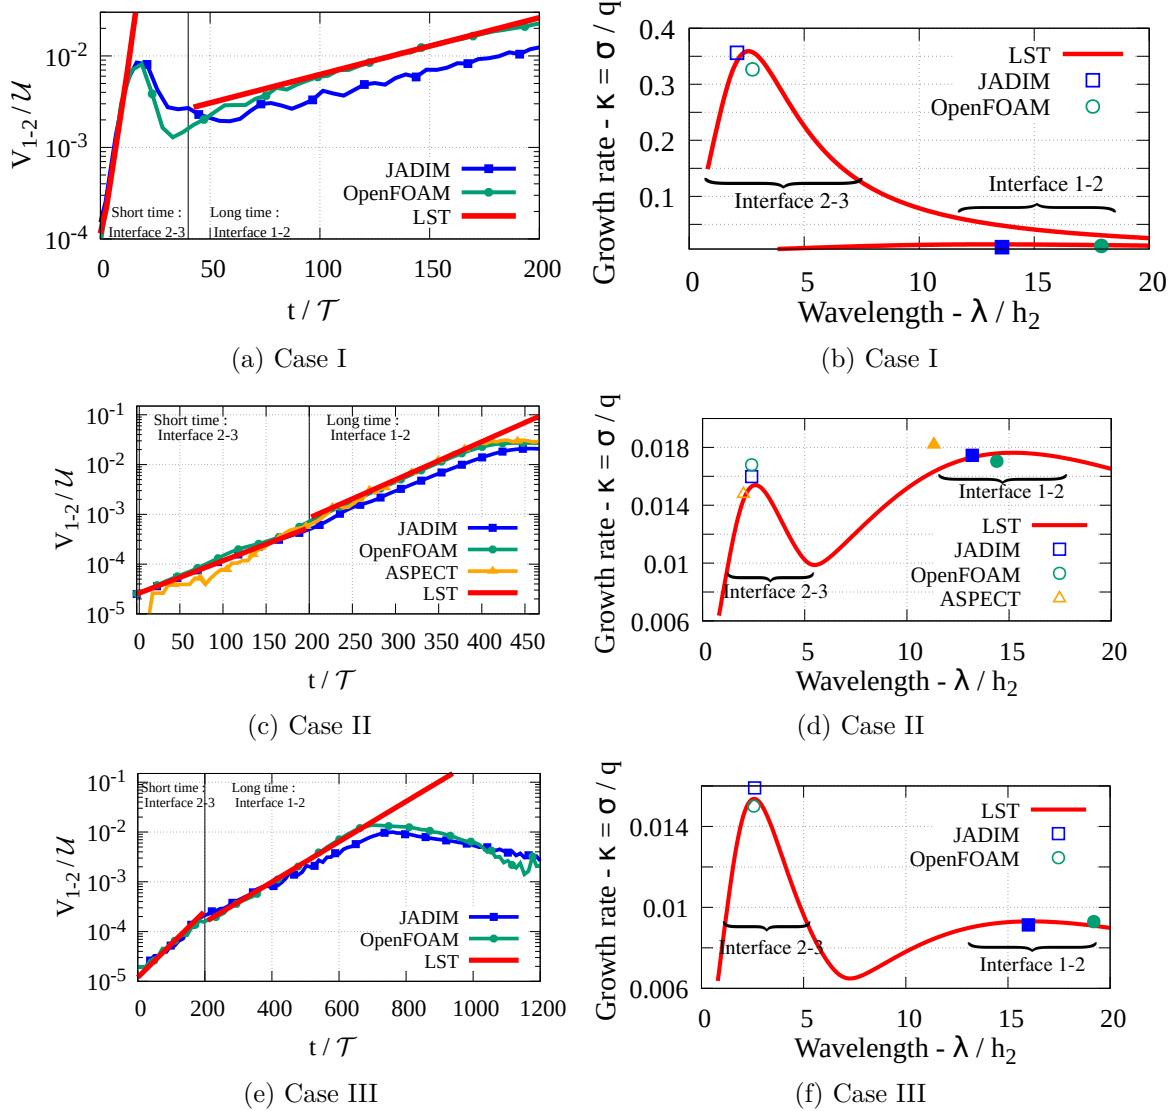 10⁻²
10⁻³
10⁻⁴
V₁₋₂ / 𝒰
JADIM
OpenFOAM
LST
Short time :
Interface 2-3
Long time :
Interface 1-2
0 50 100 150 200
t / 𝒯
(a) Case I
0.4
0.3
0.2
0.1
Growth rate - κ = σ / q
LST
JADIM
OpenFOAM
Interface 2-3
Interface 1-2
0 5 10 15 20
Wavelength - λ / h₂
(b) Case I
10⁻¹
10⁻²
10⁻³
10⁻⁴
10⁻⁵
V₁₋₂ / 𝒰
Short time :
Interface 2-3
Long time :
Interface 1-2
JADIM
OpenFOAM
ASPECT
LST
0 50 100 150 200 250 300 350 400 450
t / 𝒯
(c) Case II
0.018
0.014
0.01
0.006
Growth rate - κ = σ / q
Interface 1-2
Interface 2-3
LST
JADIM
OpenFOAM
ASPECT
0 5 10 15 20
Wavelength - λ / h₂
(d) Case II
10⁻¹
10⁻²
10⁻³
10⁻⁴
10⁻⁵
V₁₋₂ / 𝒰
Short time :
Interface 2-3
Long time :
Interface 1-2
JADIM
OpenFOAM
LST
0 200 400 600 800 1000 1200
t / 𝒯
(e) Case III
0.014
0.01
0.006
Growth rate - κ = σ / q
LST
JADIM
OpenFOAM
Interface 2-3
Interface 1-2
0 5 10 15 20
Wavelength - λ / h₂
(f) Case III